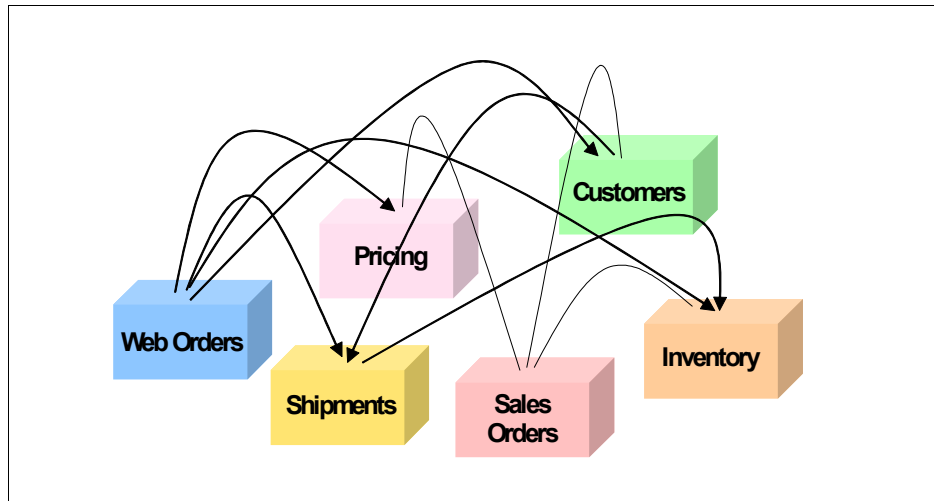 Customers
Pricing
Web Orders
Inventory
Shipments
Sales
Orders